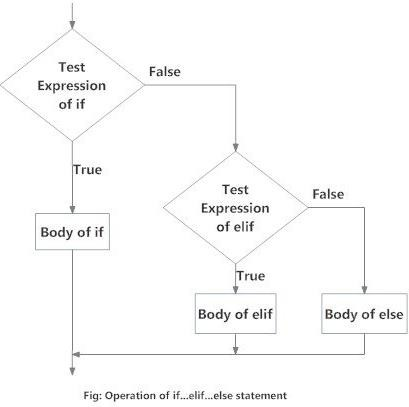 Test
Expression
of if
False
True
Body of if
Test
Expression
of elif
False
True
Body of elif
Body of else
Fig: Operation of if...elif...else statement